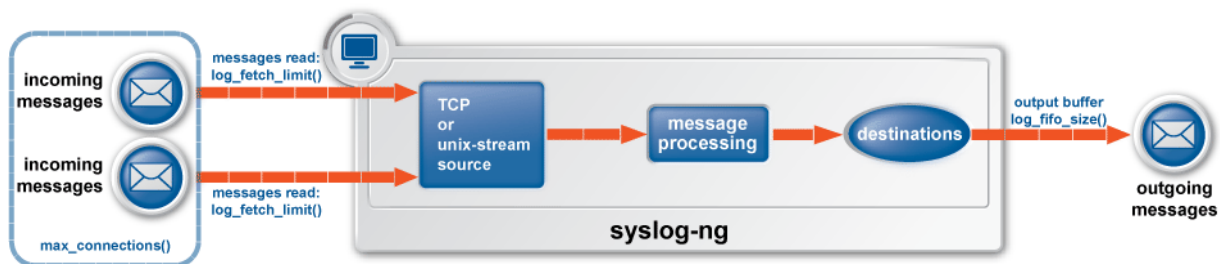 incoming
messages
incoming
messages
max_connections()
messages read:
log_fetch_limit()
messages read:
log_fetch_limit()
TCP
or
unix-stream
source
message
processing
destinations
syslog-ng
output buffer
log_fifo_size()
outgoing
messages